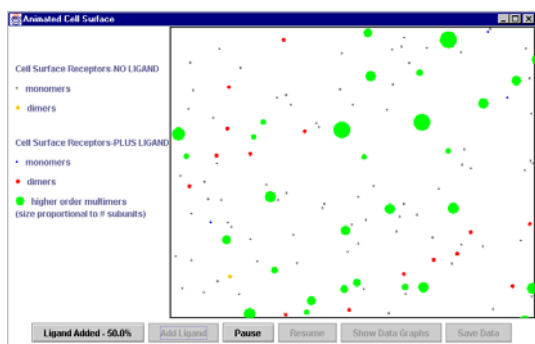 Animated Cell Surface
Cell Surface Receptors-NO LIGAND
monomers
dimers
Cell Surface Receptors-PLUS LIGAND
monomers
dimers
higher order multimers
(size proportional to # subunits)
Ligand Added - 50.0% Add Ligand Pause Resume Show Data Graphs Save Data